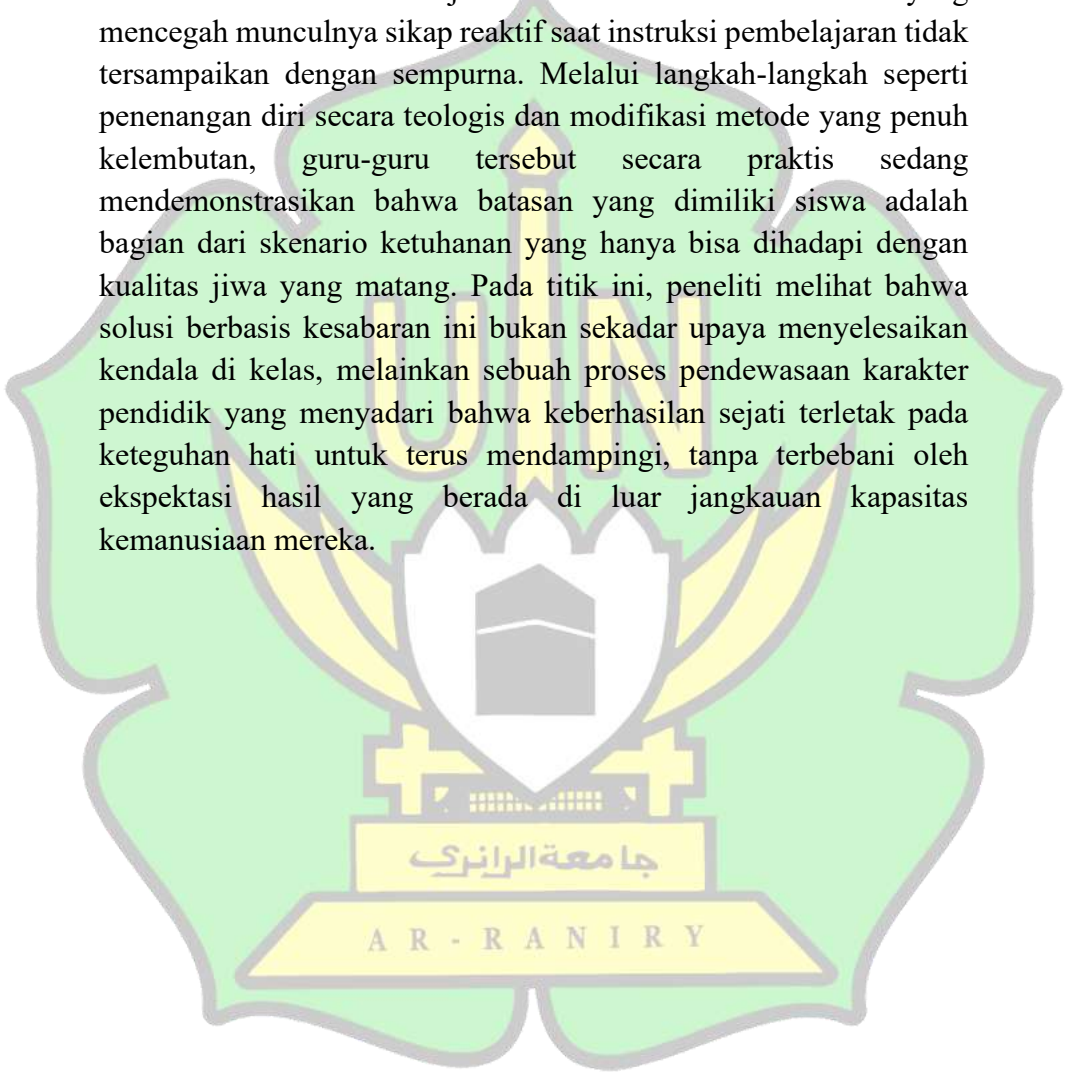 mencegah munculnya sikap reaktif saat instruksi pembelajaran tidak
tersampaikan dengan sempurna. Melalui langkah-langkah seperti
penenangan diri secara teologis dan modifikasi metode yang penuh
kelembutan, guru-guru tersebut secara praktis sedang
mendemonstrasikan bahwa batasan yang dimiliki siswa adalah
bagian dari skenario ketuhanan yang hanya bisa dihadapi dengan
kualitas jiwa yang matang. Pada titik ini, peneliti melihat bahwa
solusi berbasis kesabaran ini bukan sekadar upaya menyelesaikan
kendala di kelas, melainkan sebuah proses pendewasaan karakter
pendidik yang menyadari bahwa keberhasilan sejati terletak pada
keteguhan hati untuk terus mendampingi, tanpa terbebani oleh
ekspektasi hasil yang berada di luar jangkauan kapasitas
kemanusiaan mereka.
UIN
جامعة الرانري
AR-RANIRY